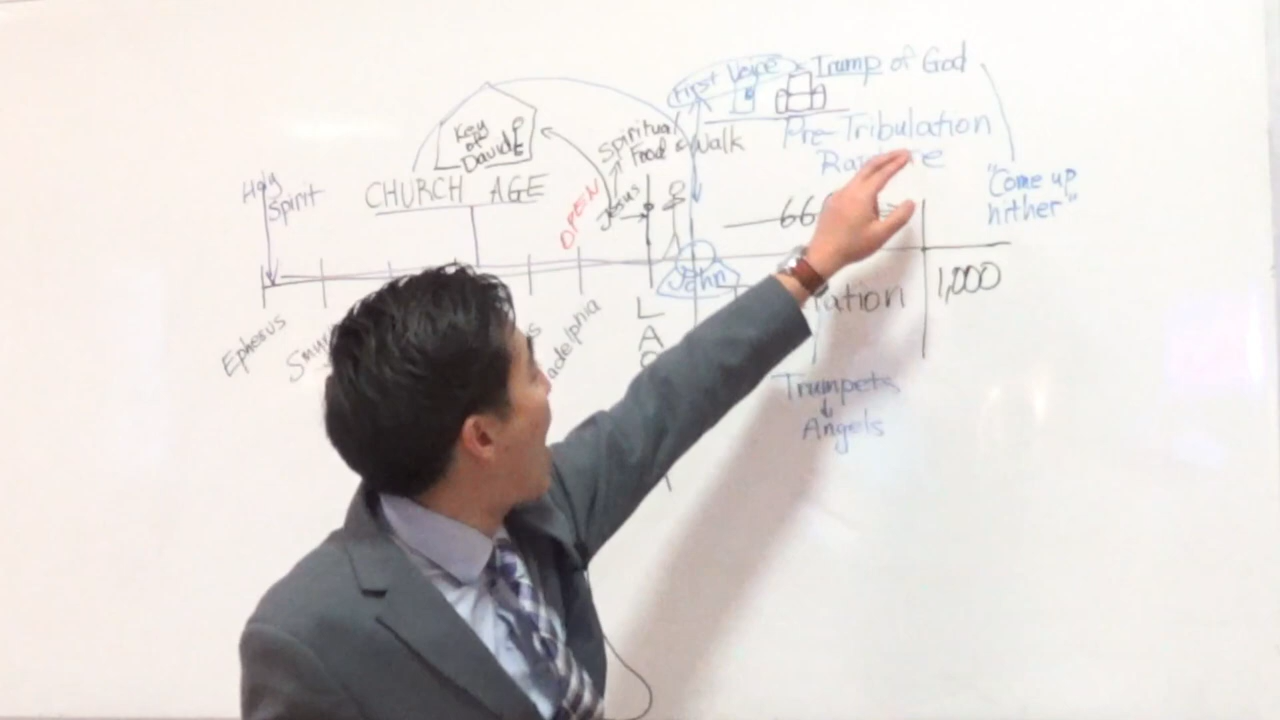 First Voice
Trump of God
Key
of
David
Spiritual
Food & Walk
Pre-Tribulation
Holy
Spirit
CHURCH AGE
OPEN
Jesus
"Come up
hither"
John
1,000
Ephesus
L
A
Trumpets
Angels